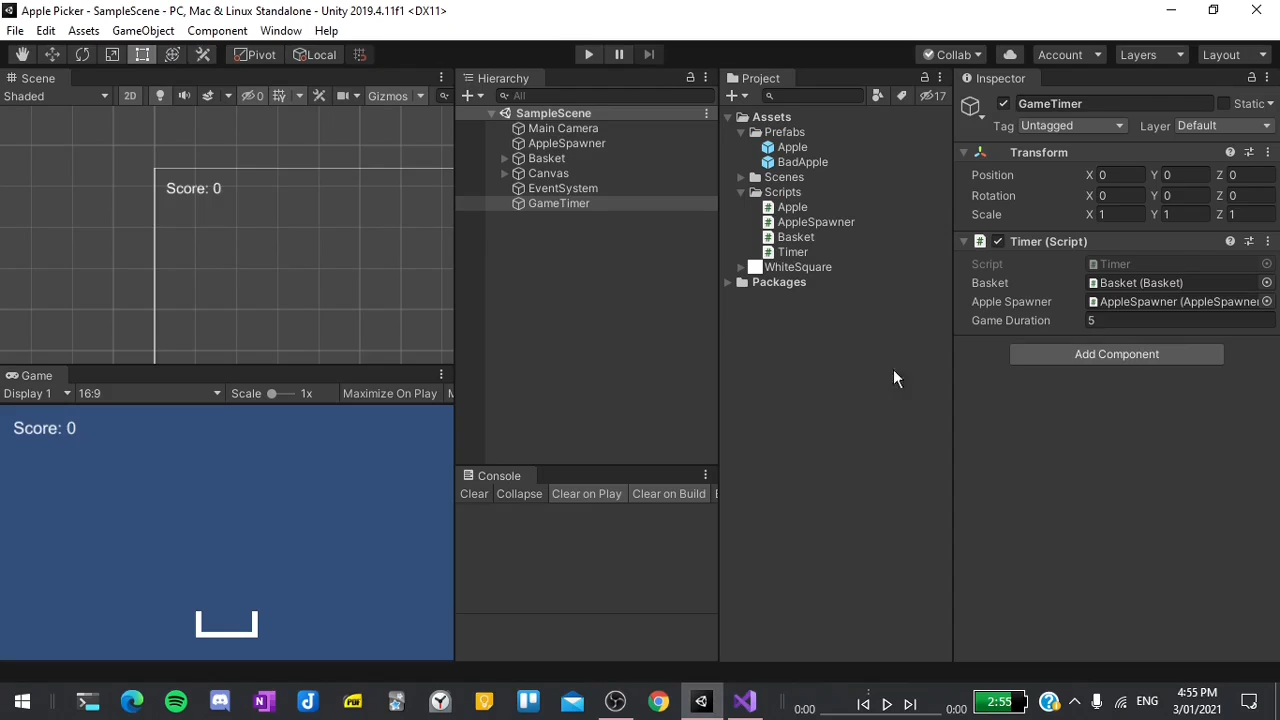 Apple Picker - SampleScene - PC, Mac & Linux Standalone - Unity 2019.4.11f1 <DX11>
File Edit Assets GameObject Component Window Help
Pivot Local Collab Account Layers Layout
Scene
Shaded 2D 0 Gizmos
Score: 0
Game
Display 1 16:9 Scale 1x Maximize On Play M
Score: 0
Hierarchy
All
SampleScene
Main Camera
AppleSpawner
Basket
Canvas
EventSystem
GameTimer
Console
Clear Collapse Clear on Play Clear on Build E
Project
17
Assets
Prefabs
Apple
BadApple
Scenes
Scripts
Apple
AppleSpawner
Basket
Timer
WhiteSquare
Packages
Inspector
GameTimer Static
Tag Untagged Layer Default
Transform
Position X 0 Y 0 Z 0
Rotation X 0 Y 0 Z 0
Scale X 1 Y 1 Z 1
Timer (Script)
Script Timer
Basket Basket (Basket)
Apple Spawner AppleSpawner (AppleSpawner
Game Duration 5
Add Component
0:00 0:00 2:55 ENG 4:55 PM
3/01/2021